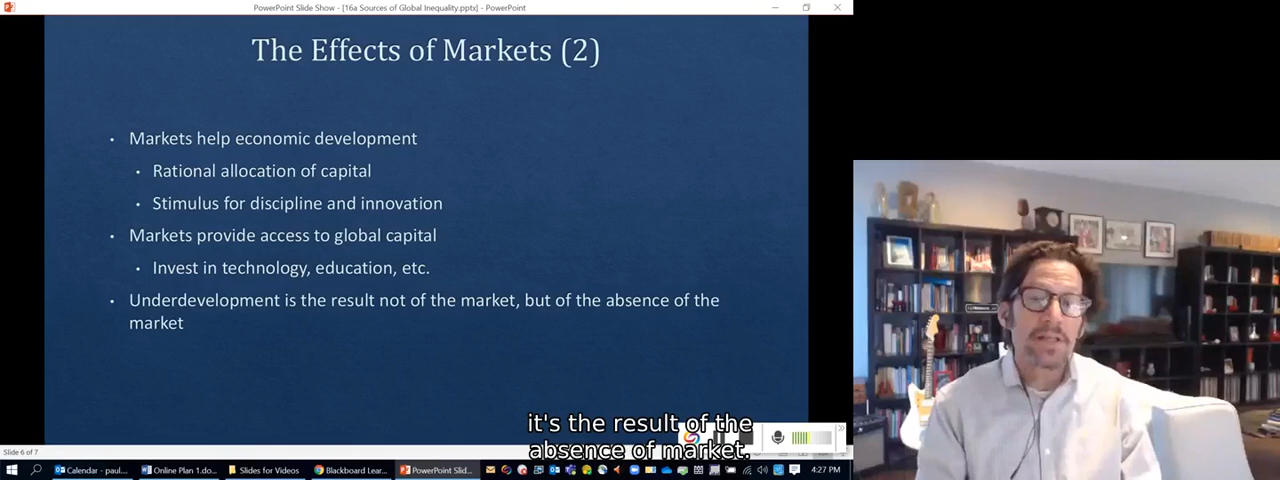 PowerPoint Slide Show - [16a Sources of Global Inequality.pptx] - PowerPoint
The Effects of Markets (2)
• Markets help economic development
• Rational allocation of capital
• Stimulus for discipline and innovation
• Markets provide access to global capital
• Invest in technology, education, etc.
• Underdevelopment is the result not of the market, but of the absence of the
market
it's the result of the
absence of market.
Slide 6 of 7
Calendar - paul...
Online Plan 1.do...
Slides for Videos
Blackboard Lear...
PowerPoint Slid...
4:27 PM